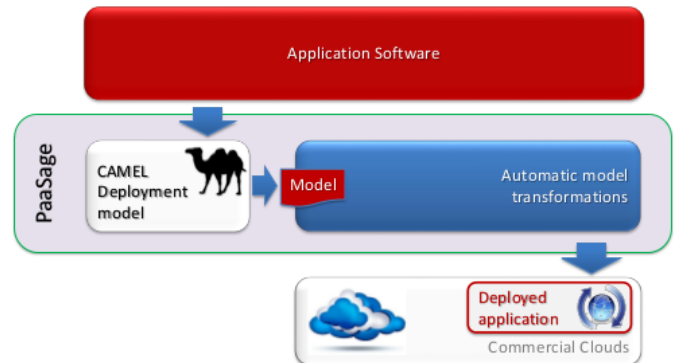 Application Software
PaaSage
CAMEL
Deployment
model
Model
Automatic model
transformations
Deployed
application
Commercial Clouds